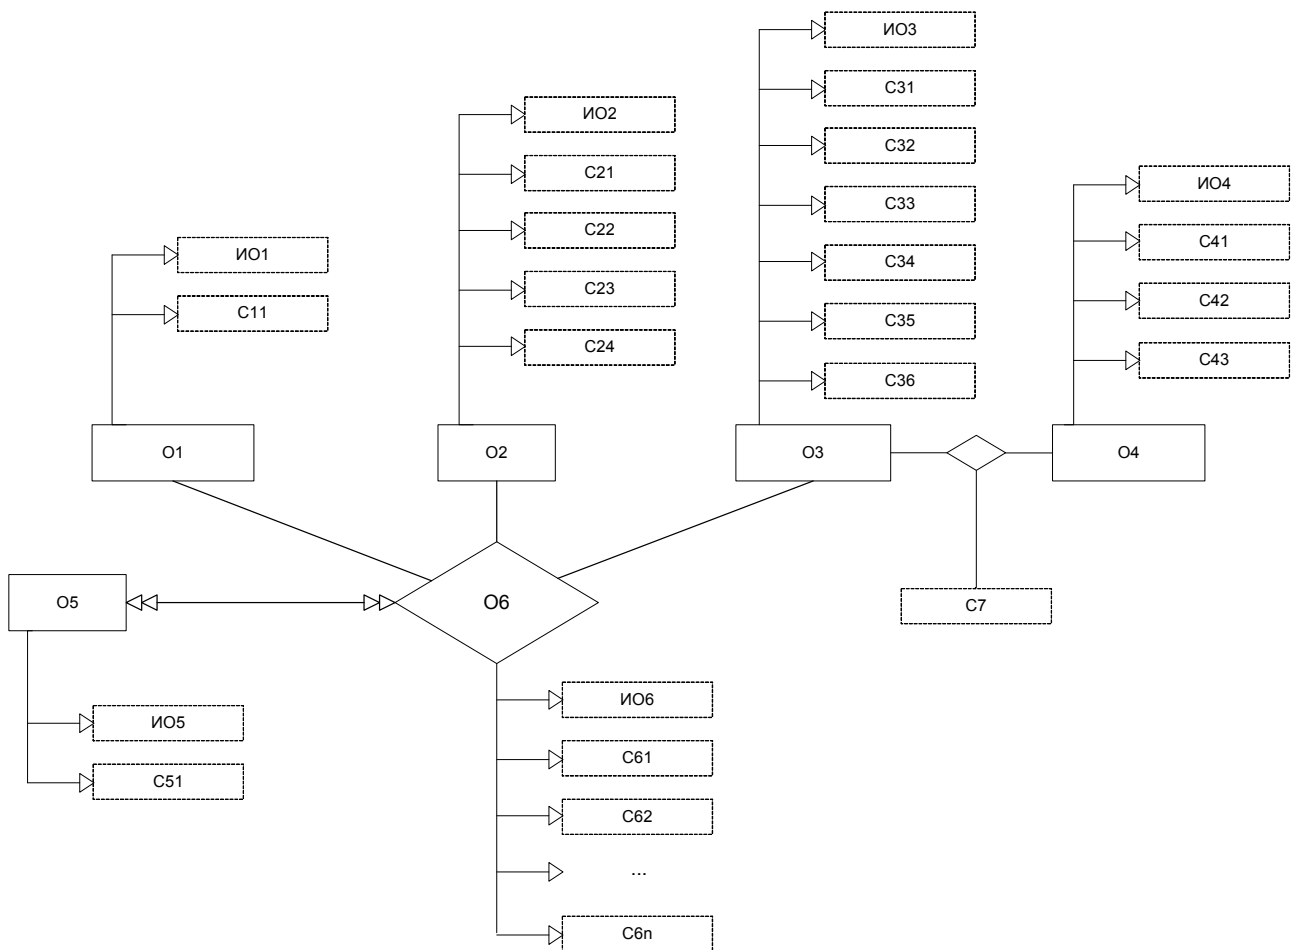 ИО3
С31
ИО2
С32
С21
ИО4
С33
С22
С41
ИО1
С34
С23
С42
С11
С35
С24
С43
С36
О1
О2
О3
О4
О5
О6
С7
ИО6
ИО5
С61
С51
С62
...
С6n